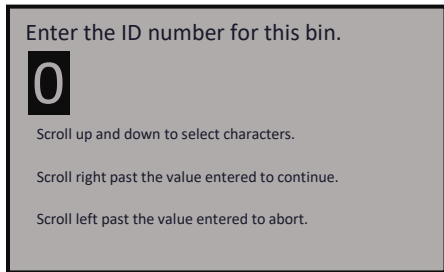 Enter the ID number for this bin.
0
Scroll up and down to select characters.
Scroll right past the value entered to continue.
Scroll left past the value entered to abort.